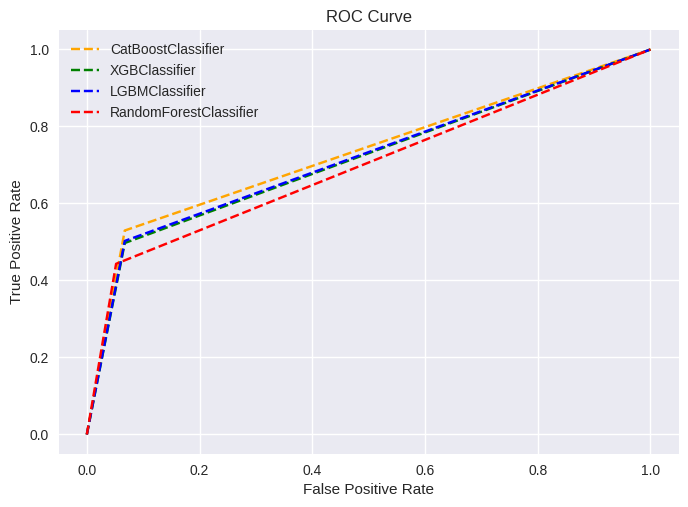 ROC Curve
CatBoostClassifier
XGBClassifier
LGBMClassifier
RandomForestClassifier
True Positive Rate
1.0
0.8
0.6
0.4
0.2
0.0
0.0 0.2 0.4 0.6 0.8 1.0
False Positive Rate